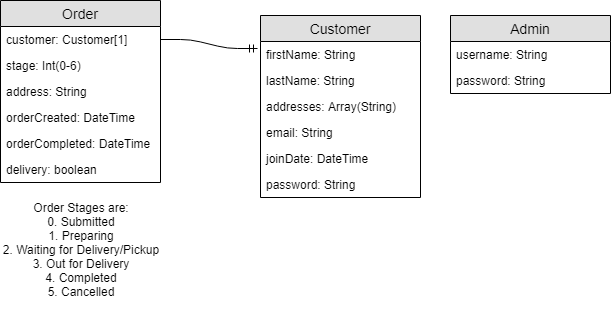 Order
customer: Customer[1]
stage: Int(0-6)
address: String
orderCreated: DateTime
orderCompleted: DateTime
delivery: boolean
Order Stages are:
0. Submitted
1. Preparing
2. Waiting for Delivery/Pickup
3. Out for Delivery
4. Completed
5. Cancelled
Customer
firstName: String
lastName: String
addresses: Array(String)
email: String
joinDate: DateTime
password: String
Admin
username: String
password: String